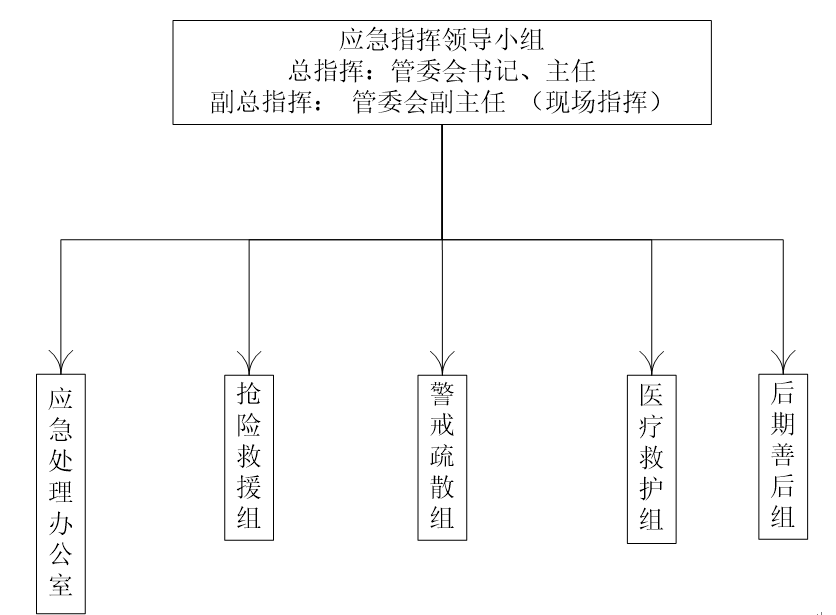 应急指挥领导小组
总指挥：管委会书记、主任
副总指挥： 管委会副主任 （现场指挥）
应急处理办公室
抢险救援组
警戒疏散组
医疗救护组
后期善后组